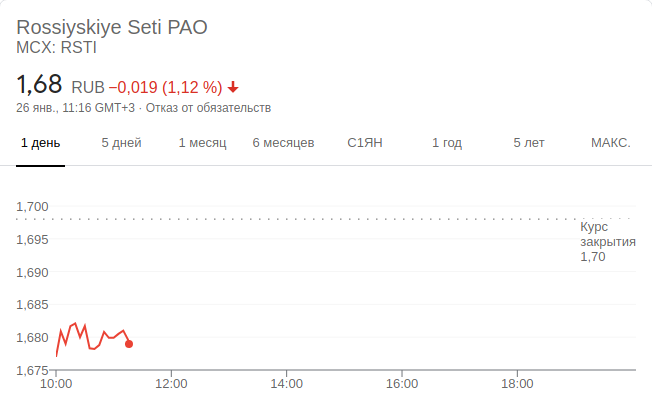 Rossiyskiye Seti PAO
MCX: RSTI
1,68 RUB −0,019 (1,12 %)
26 янв., 11:16 GMT+3 · Отказ от обязательств
1 день 5 дней 1 месяц 6 месяцев С1ЯН 1 год 5 лет МАКС.
1,700
Курс
закрытия
1,70
1,695
1,690
1,685
1,680
1,675
10:00 12:00 14:00 16:00 18:00